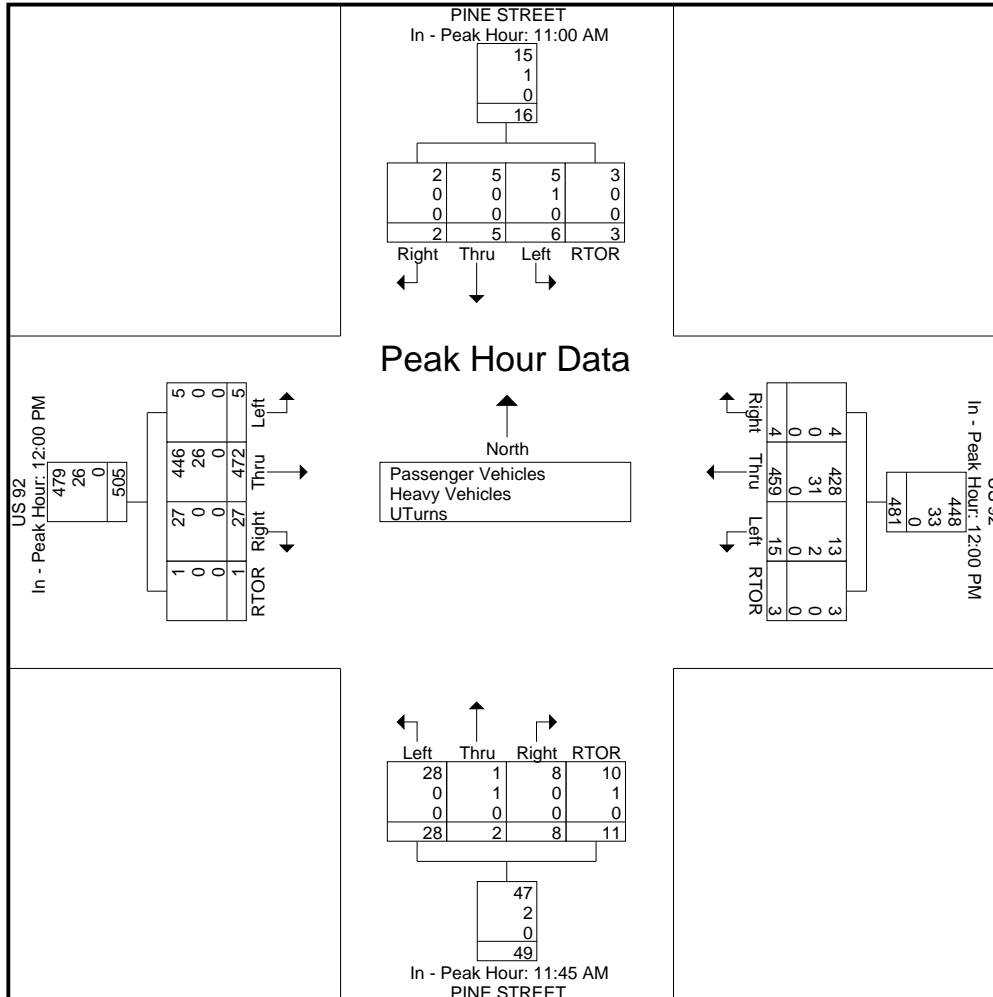 PINE STREET
In - Peak Hour: 11:00 AM
15
1
0
16
2 5 5 3
0 0 1 0
0 0 0 0
2 5 6 3
Right Thru Left RTOR
Peak Hour Data
North
Passenger Vehicles
Heavy Vehicles
UTurns
US 92
In - Peak Hour: 12:00 PM
479
26
0
505
5 0 0 5 Left
446 26 0 472 Thru
27 0 0 27 Right
1 0 0 1 RTOR
US 92
In - Peak Hour: 12:00 PM
448
33
0
481
4 0 0 4 Right
428 31 0 459 Thru
13 2 0 15 Left
3 0 0 3 RTOR
Left Thru Right RTOR
28 1 8 10
0 1 0 1
0 0 0 0
28 2 8 11
47
2
0
49
In - Peak Hour: 11:45 AM
PINE STREET